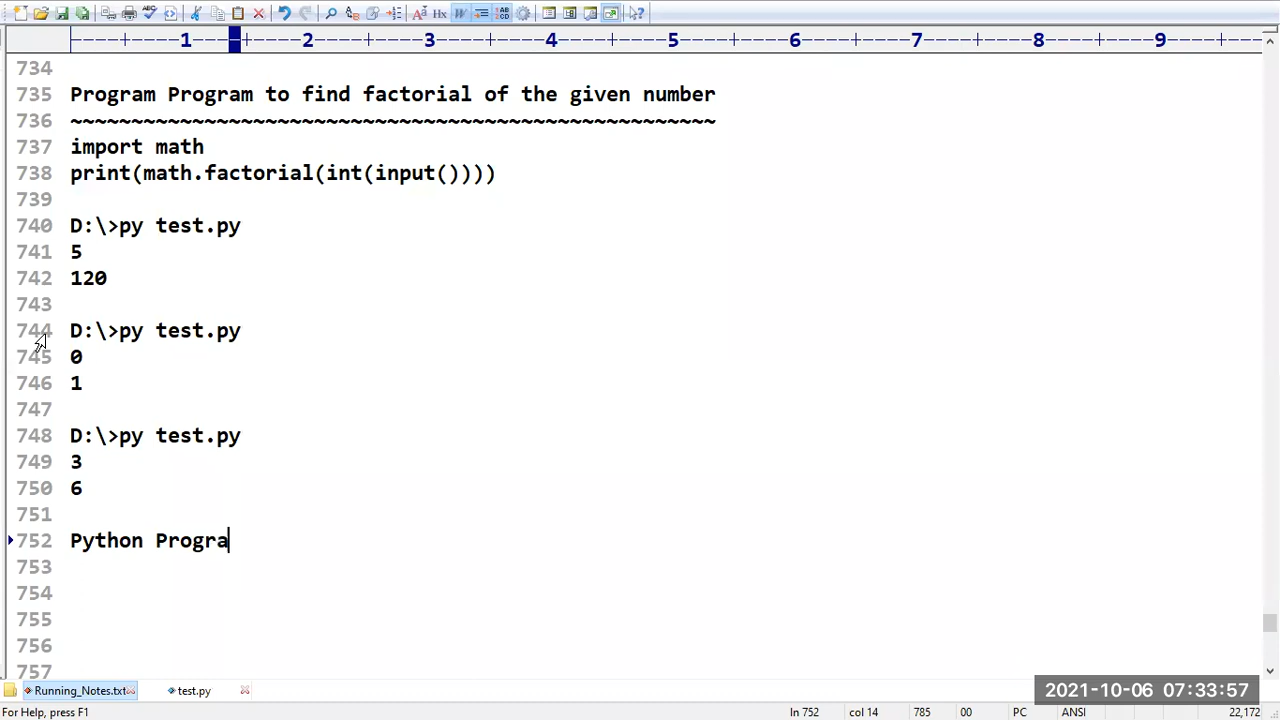 1 2 3 4 5 6 7 8 9
734
735 Program Program to find factorial of the given number
736 ~~~~~~~~~~~~~~~~~~~~~~~~~~~~~~~~~~~~~~~~~~~~~~~~~~~~~
737 import math
738 print(math.factorial(int(input())))
739
740 D:\>py test.py
741 5
742 120
743
744 D:\>py test.py
745 0
746 1
747
748 D:\>py test.py
749 3
750 6
751
752 Python Progra
753
754
755
756
757
Running_Notes.txt test.py
2021-10-06 07:33:57
For Help, press F1 ln 752 col 14 785 00 PC ANSI 22,172